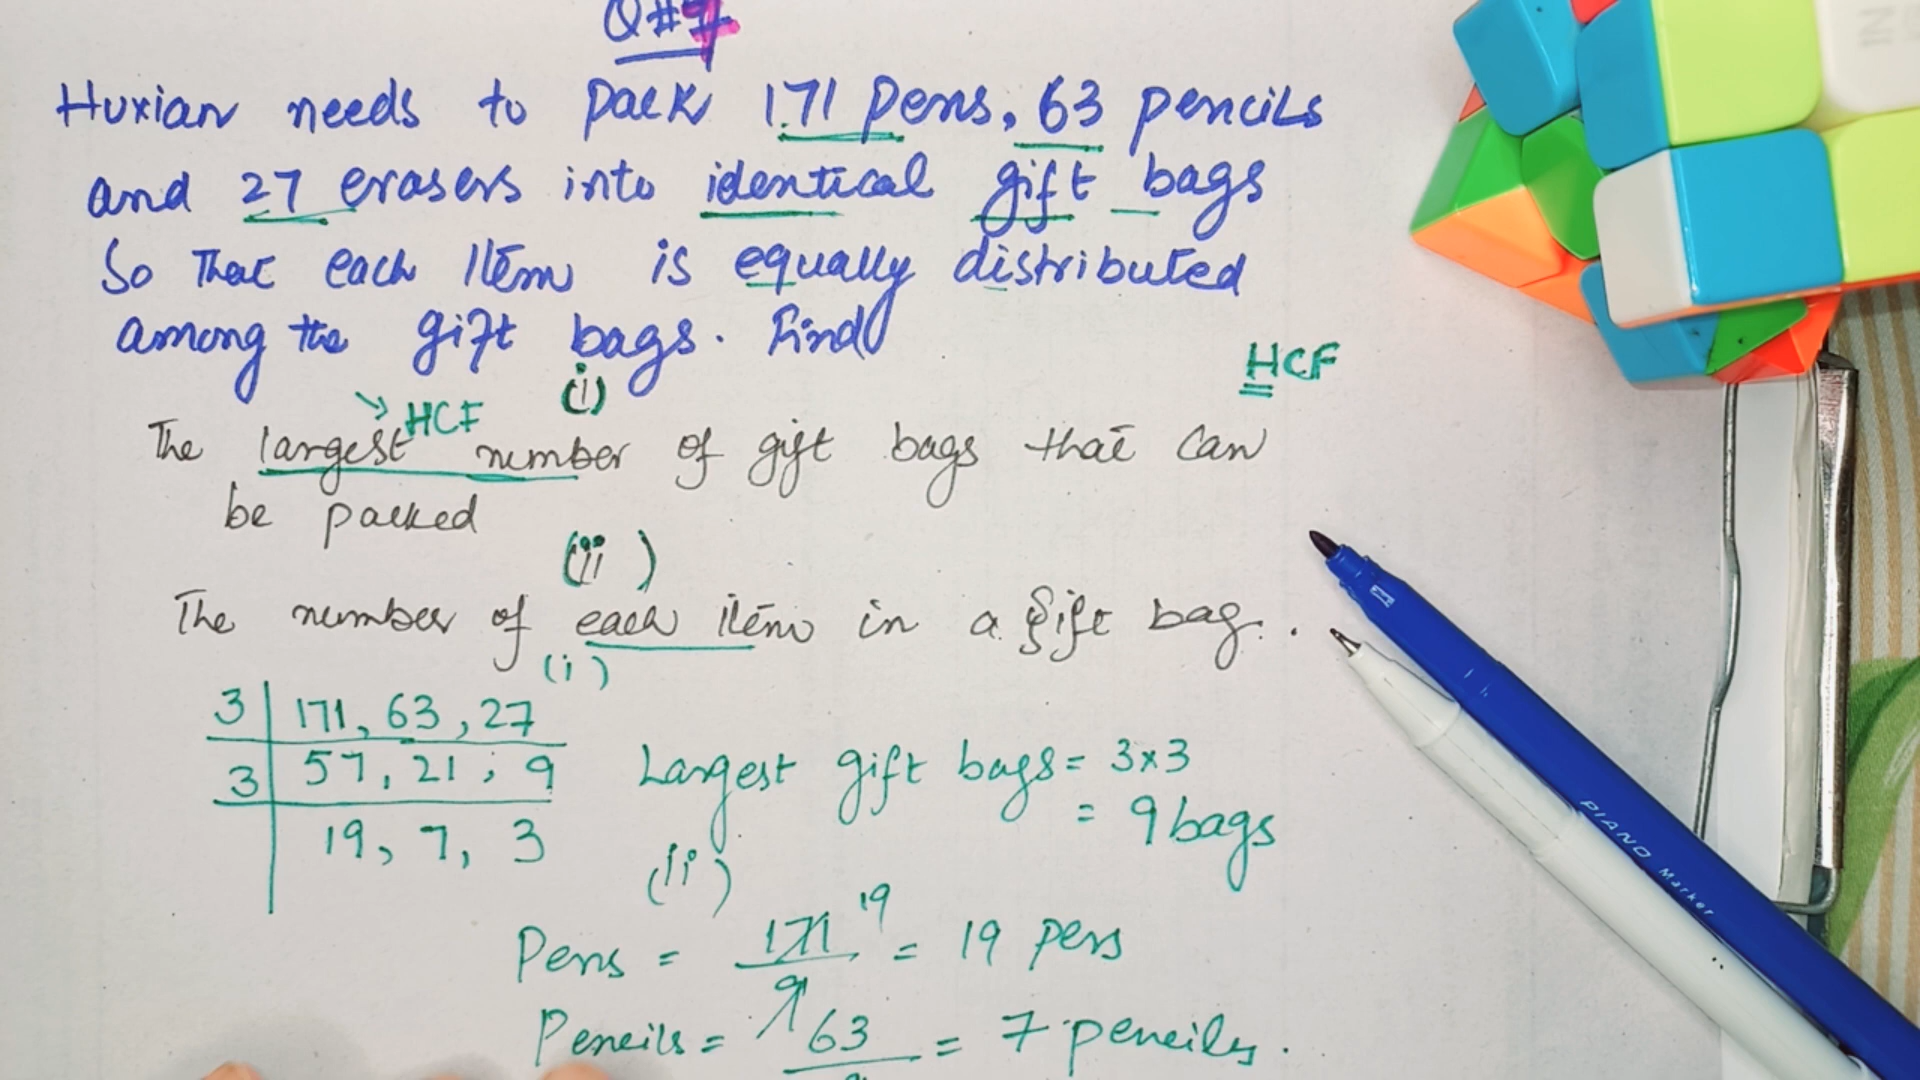 Q#7
Huxian needs to pack 171 pens, 63 pencils
and 27 erasers into identical gift bags
So that each item is equally distributed
among the gift bags. Find
HCF
HCF
(i)
The largest number of gift bags that can
be packed
(ii)
The number of each item in a gift bag.
(i)
3 | 171, 63, 27
3 | 57, 21, 9
19, 7, 3
Largest gift bags = 3×3
= 9 bags
(ii)
19
Pens = 171/9 = 19 pens
Pencils = 63 = 7 pencils.
PIANO Marker